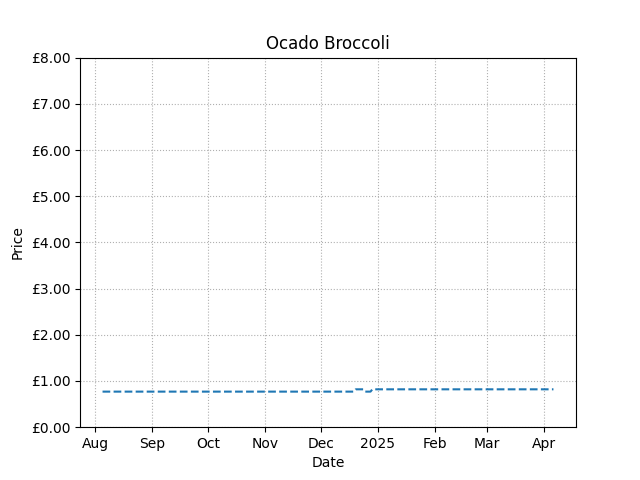 Ocado Broccoli
£8.00
£7.00
£6.00
£5.00
£4.00
£3.00
£2.00
£1.00
£0.00
Price
Aug Sep Oct Nov Dec 2025 Feb Mar Apr
Date